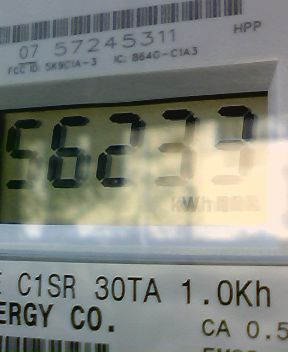 07 57245311 HPP
FCC ID: SK9C1A-3 IC: 864G-C1A3
56233
kWh
C1SR 30TA 1.0Kh
ERGY CO.
CA 0.5